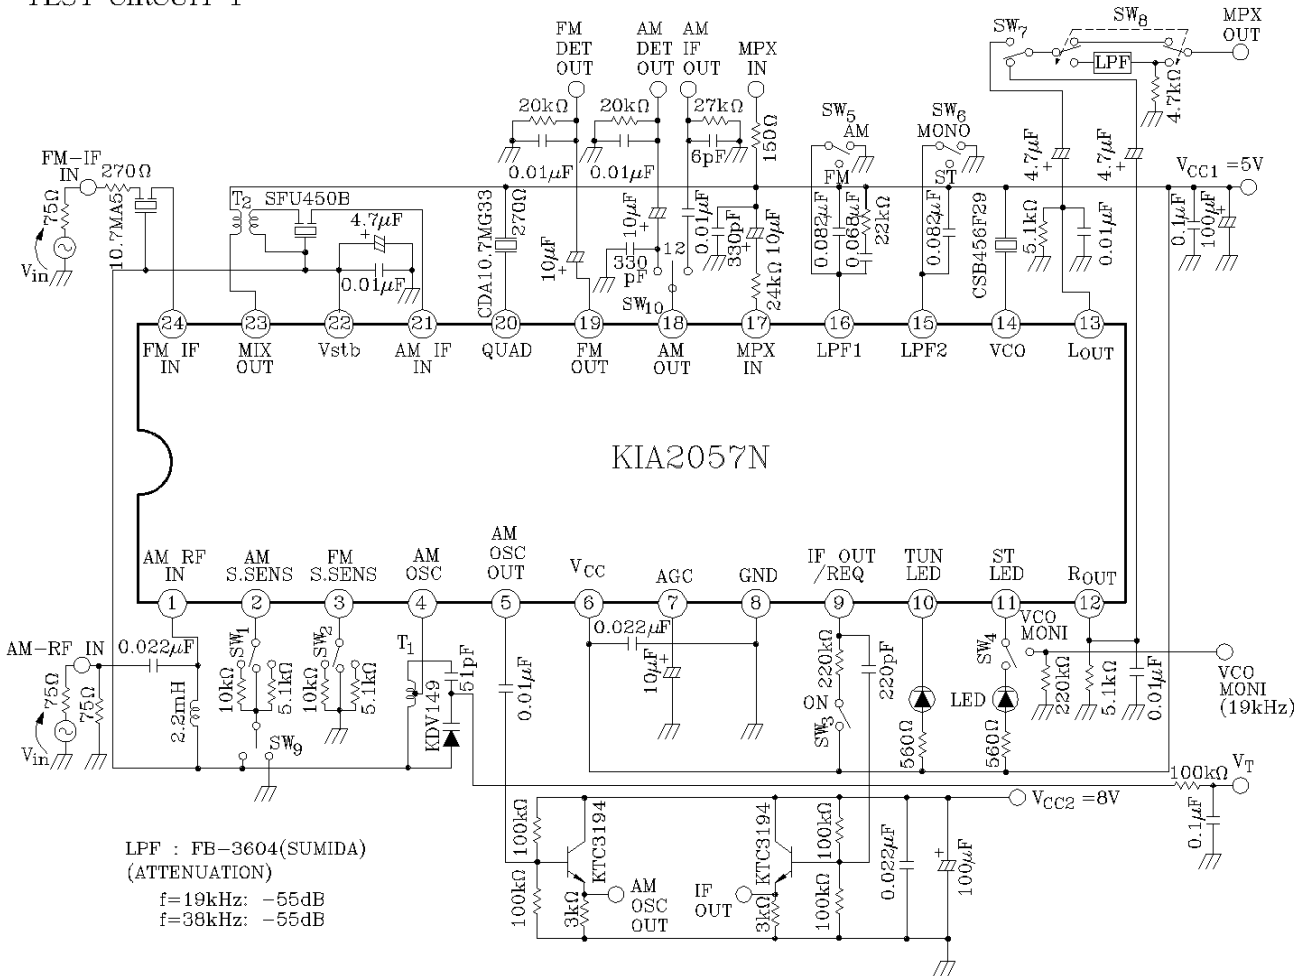 TEST CIRCUIT 1
FM
DET
OUT
AM
DET
OUT
AM
IF
OUT
MPX
IN
SW7
SW8
MPX
OUT
LPF
4.7kΩ
20kΩ
20kΩ
27kΩ
0.01μF
0.01μF
6pF
150Ω
SW5
AM
FM
SW6
MONO
ST
4.7μF
+
4.7μF
+
VCC1 =5V
FM-IF
IN
270Ω
75Ω
Vin
10.7MA5
T2
SFU450B
4.7μF
+
0.01μF
CDA10.7MG33
270Ω
10μF
+
10μF
+
330
pF
12
SW10
0.01μF
330pF
10μF
+
24kΩ
0.082μF
0.068μF
22kΩ
0.082μF
CSB456F29
5.1kΩ
0.01μF
0.1μF
100μF
+
24
23
22
21
20
19
18
17
16
15
14
13
FM IF
IN
MIX
OUT
Vstb
AM IF
IN
QUAD
FM
OUT
AM
OUT
MPX
IN
LPF1
LPF2
VCO
LOUT
KIA2057N
AM RF
IN
AM
S.SENS
FM
S.SENS
AM
OSC
AM
OSC
OUT
VCC
AGC
GND
IF OUT
/REQ
TUN
LED
ST
LED
ROUT
1
2
3
4
5
6
7
8
9
10
11
12
AM-RF IN
0.022μF
75Ω
75Ω
Vin
2.2mH
SW1
10kΩ
5.1kΩ
SW9
SW2
10kΩ
5.1kΩ
T1
51pF
KDV149
0.01μF
0.022μF
10μF
+
220kΩ
220pF
ON
SW3
560Ω
SW4
LED
560Ω
VCO
MONI
220kΩ
5.1kΩ
0.01μF
VCO
MONI
(19kHz)
100kΩ
VT
0.1μF
VCC2 =8V
100kΩ
100kΩ
KTC3194
3kΩ
AM
OSC
OUT
IF
OUT
KTC3194
3kΩ
100kΩ
100kΩ
0.022μF
+
100μF
LPF : FB-3604(SUMIDA)
(ATTENUATION)
f=19kHz: -55dB
f=38kHz: -55dB